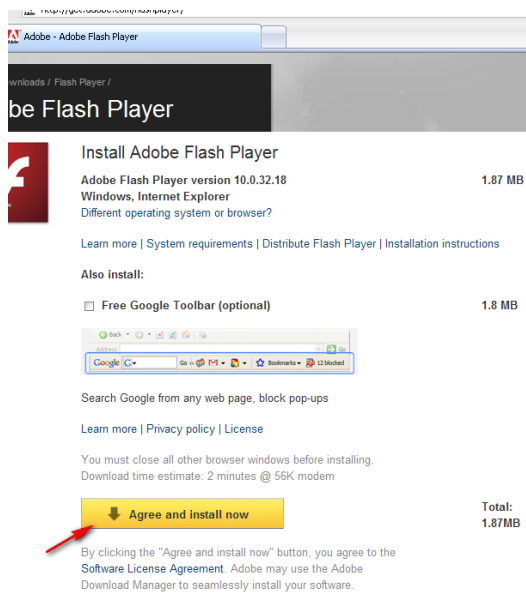 http://get.adobe.com/flashplayer/
Adobe - Adobe Flash Player
wnloads / Flash Player /
be Flash Player
Install Adobe Flash Player
Adobe Flash Player version 10.0.32.18 1.87 MB
Windows, Internet Explorer
Different operating system or browser?
Learn more | System requirements | Distribute Flash Player | Installation instructions
Also install:
Free Google Toolbar (optional) 1.8 MB
Back
Address Go
Google G Go Bookmarks 12 blocked
Search Google from any web page, block pop-ups
Learn more | Privacy policy | License
You must close all other browser windows before installing.
Download time estimate: 2 minutes @ 56K modem
Agree and install now Total:
1.87MB
By clicking the "Agree and install now" button, you agree to the
Software License Agreement. Adobe may use the Adobe
Download Manager to seamlessly install your software.